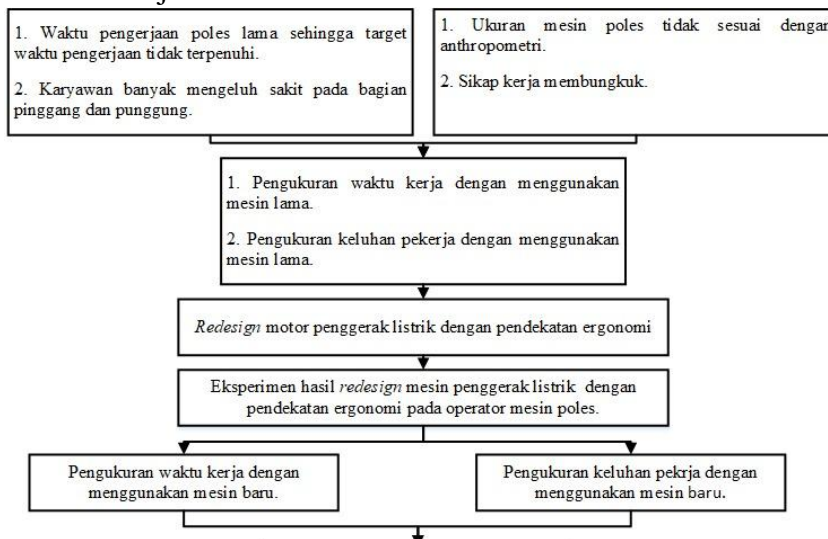 1. Waktu pengerjaan poles lama sehingga target
waktu pengerjaan tidak terpenuhi.
2. Karyawan banyak mengeluh sakit pada bagian
pinggang dan punggung.
1. Ukuran mesin poles tidak sesuai dengan
anthropometri.
2. Sikap kerja membungkuk.
1. Pengukuran waktu kerja dengan menggunakan
mesin lama.
2. Pengukuran keluhan pekerja dengan menggunakan
mesin lama.
Redesign motor penggerak listrik dengan pendekatan ergonomi
Eksperimen hasil redesign mesin penggerak listrik dengan
pendekatan ergonomi pada operator mesin poles.
Pengukuran waktu kerja dengan
menggunakan mesin baru.
Pengukuran keluhan pekrja dengan
menggunakan mesin baru.